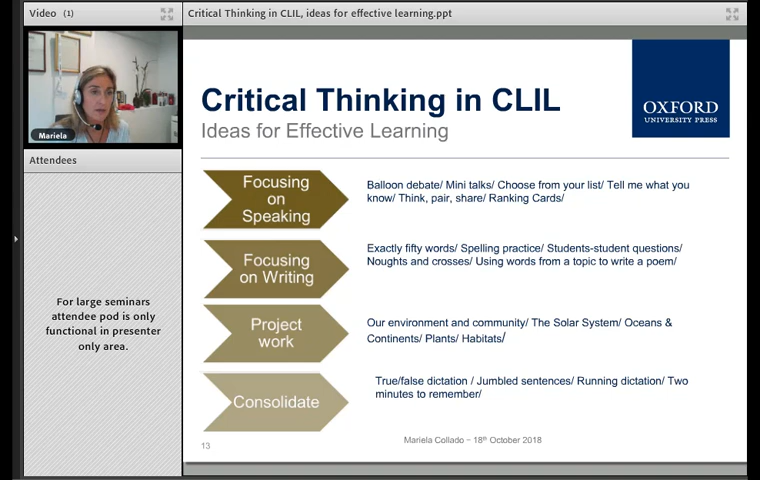 Video (1)
Critical Thinking in CLIL, ideas for effective learning.ppt
Mariela
Attendees
For large seminars
attendee pod is only
functional in presenter
only area.
Critical Thinking in CLIL
Ideas for Effective Learning
OXFORD
UNIVERSITY PRESS
Focusing
on
Speaking
Balloon debate/ Mini talks/ Choose from your list/ Tell me what you
know/ Think, pair, share/ Ranking Cards/
Focusing
on Writing
Exactly fifty words/ Spelling practice/ Students-student questions/
Noughts and crosses/ Using words from a topic to write a poem/
Project
work
Our environment and community/ The Solar System/ Oceans &
Continents/ Plants/ Habitats/
Consolidate
True/false dictation / Jumbled sentences/ Running dictation/ Two
minutes to remember/
13
Mariela Collado – 18th October 2018